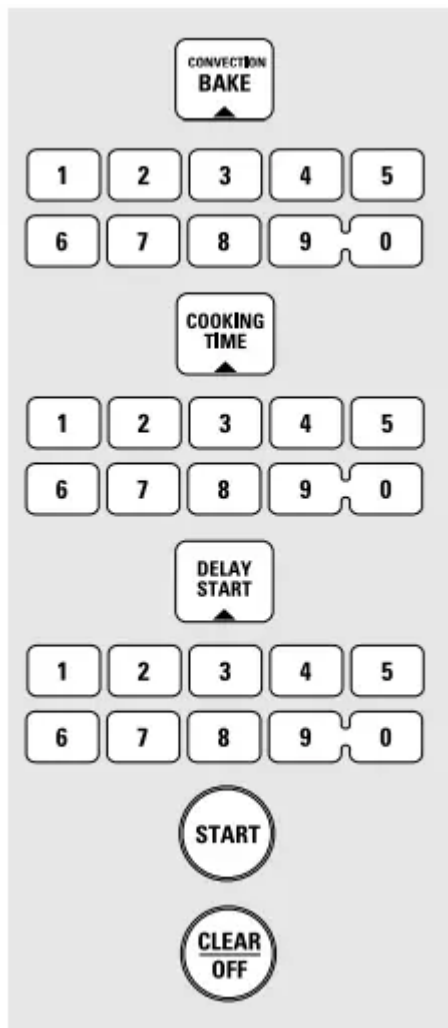 CONVECTION
BAKE
1 2 3 4 5
6 7 8 9 0
COOKING
TIME
1 2 3 4 5
6 7 8 9 0
DELAY
START
1 2 3 4 5
6 7 8 9 0
START
CLEAR
OFF